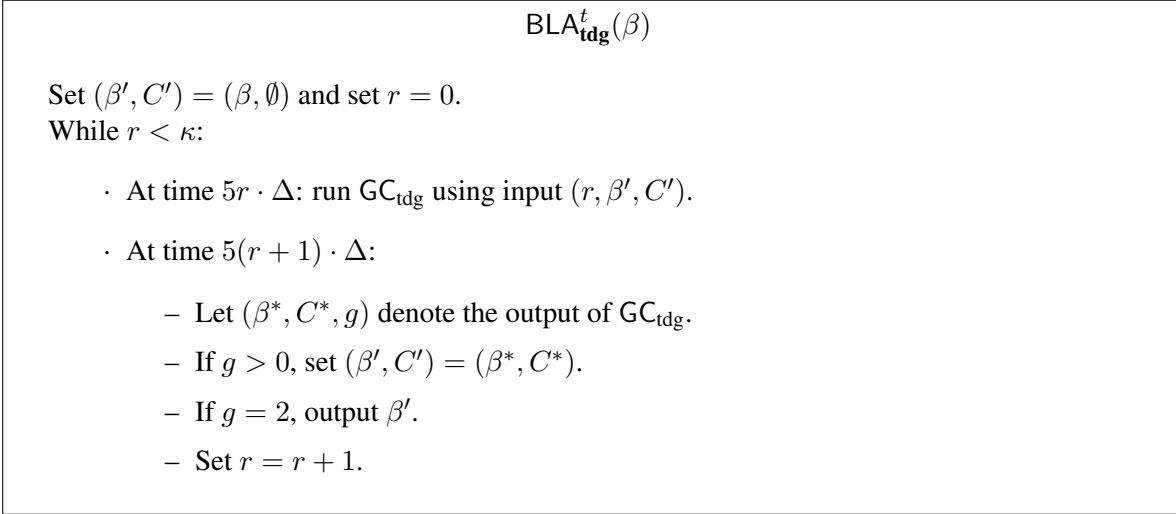 BLA^t_tdg(β)
Set (β′, C′) = (β, ∅) and set r = 0.
While r < κ:
· At time 5r · Δ: run GC_tdg using input (r, β′, C′).
· At time 5(r + 1) · Δ:
– Let (β*, C*, g) denote the output of GC_tdg.
– If g > 0, set (β′, C′) = (β*, C*).
– If g = 2, output β′.
– Set r = r + 1.